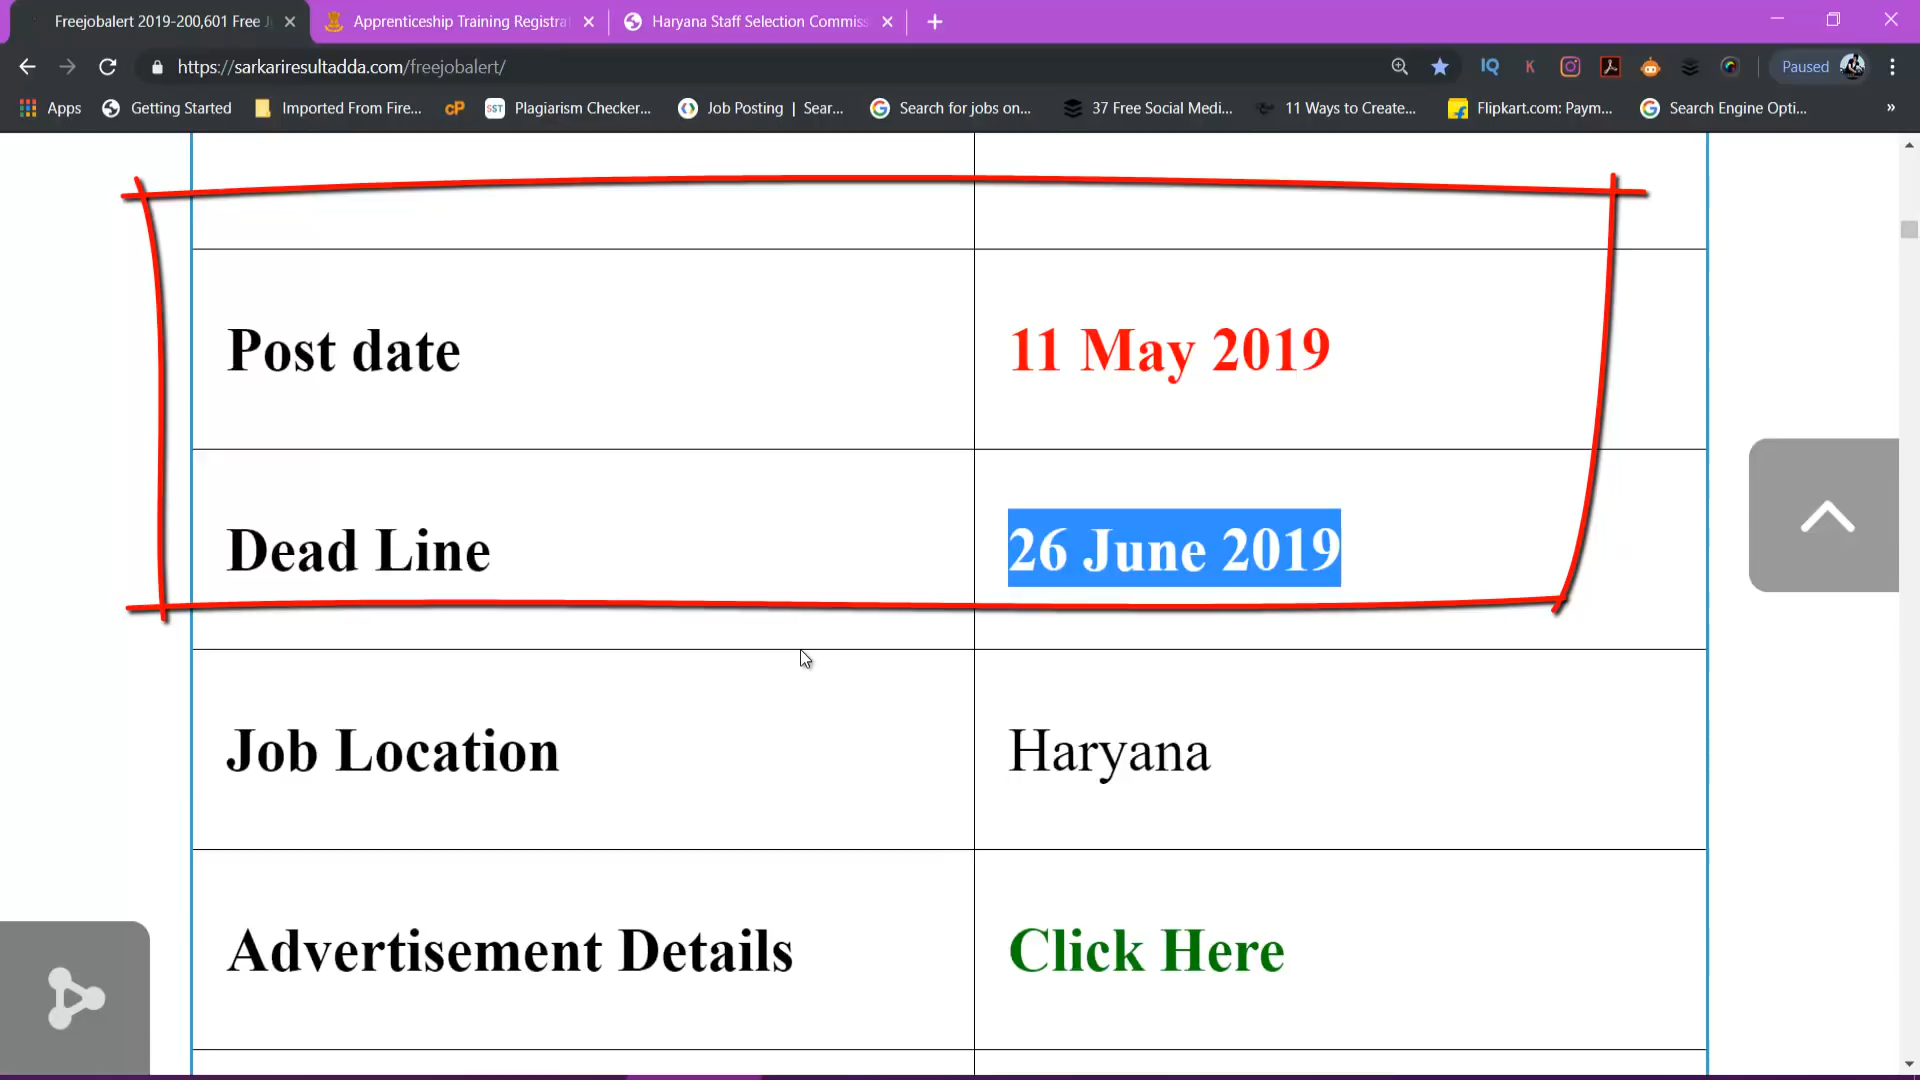 Freejobalert 2019-200,601 Free J
Apprenticeship Training Registra
Haryana Staff Selection Commiss
https://sarkariresultadda.com/freejobalert/
IQ
K
Paused
Apps
Getting Started
Imported From Fire...
cP
SST
Plagiarism Checker...
Job Posting | Sear...
Search for jobs on...
37 Free Social Medi...
11 Ways to Create...
Flipkart.com: Paym...
Search Engine Opti...
»
Post date
11 May 2019
Dead Line
26 June 2019
Job Location
Haryana
Advertisement Details
Click Here